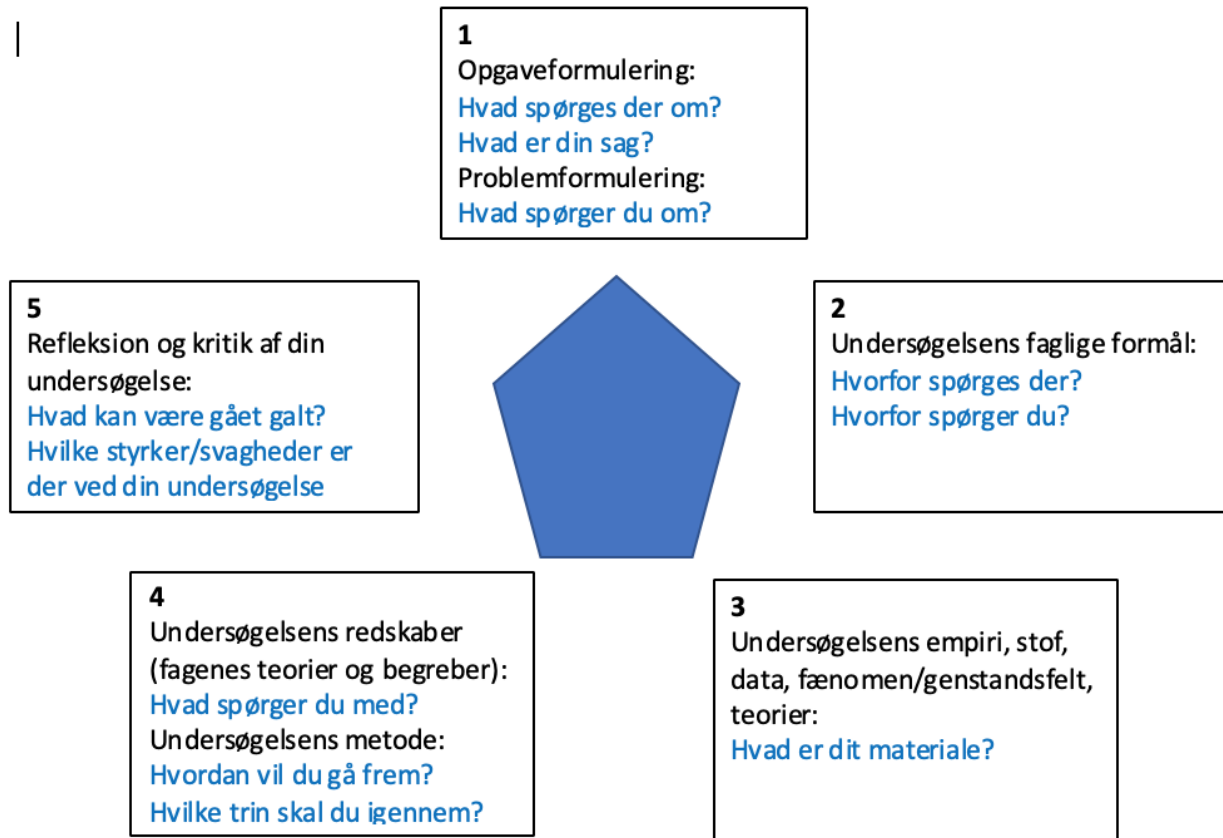 1
Opgaveformulering:
Hvad spørges der om?
Hvad er din sag?
Problemformulering:
Hvad spørger du om?
2
Undersøgelsens faglige formål:
Hvorfor spørges der?
Hvorfor spørger du?
3
Undersøgelsens empiri, stof,
data, fænomen/genstandsfelt,
teorier:
Hvad er dit materiale?
4
Undersøgelsens redskaber
(fagenes teorier og begreber):
Hvad spørger du med?
Undersøgelsens metode:
Hvordan vil du gå frem?
Hvilke trin skal du igennem?
5
Refleksion og kritik af din
undersøgelse:
Hvad kan være gået galt?
Hvilke styrker/svagheder er
der ved din undersøgelse